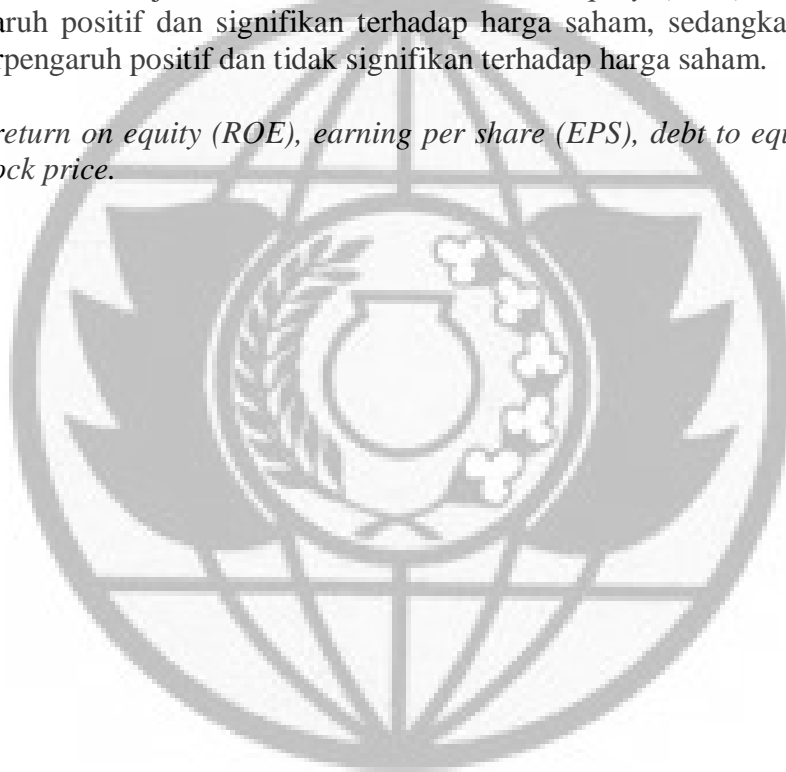 aruh positif dan signifikan terhadap harga saham, sedangka
rpengaruh positif dan tidak signifikan terhadap harga saham.
return on equity (ROE), earning per share (EPS), debt to equ
ock price.